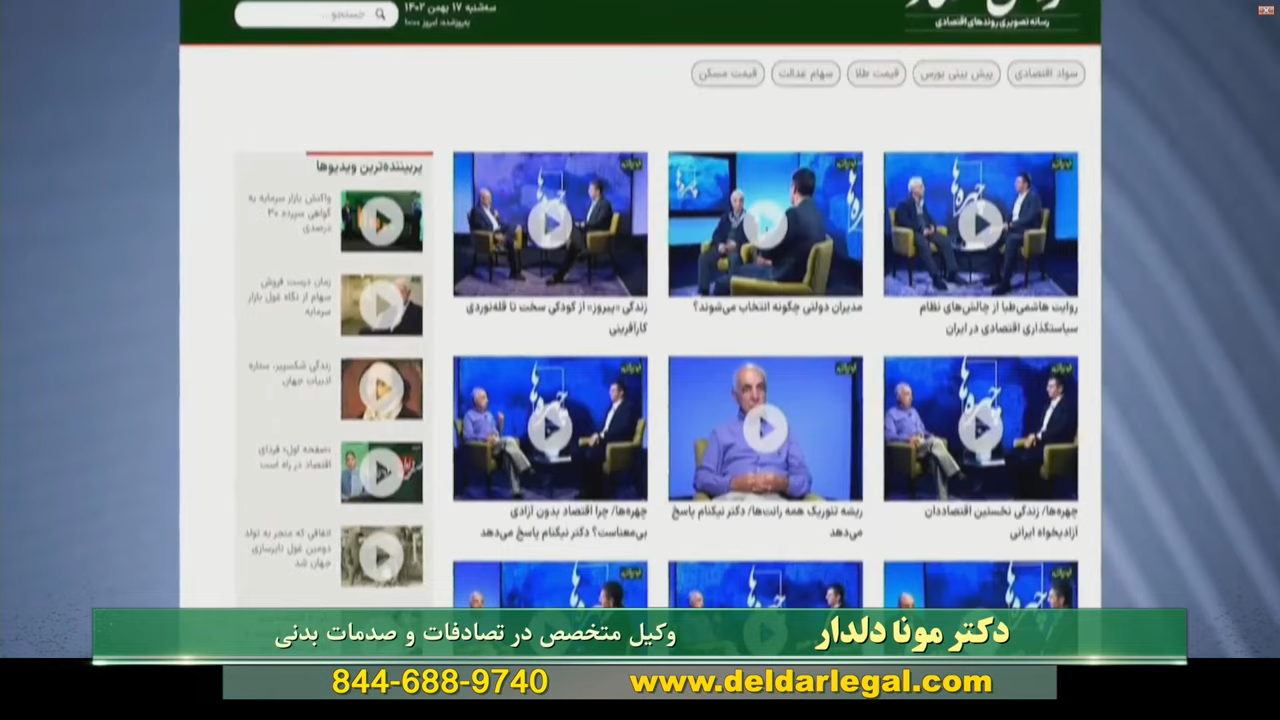 سه‌شنبه ۱۷ بهمن ۱۴۰۲
جستجو...
رسانه تصویری روندهای اقتصادی
سواد اقتصادی
پیش بینی بورس
قیمت طلا
سهام عدالت
قیمت مسکن
روایت هاشمی‌طبا از چالش‌های نظام
سیاستگذاری اقتصادی در ایران
مدیران دولتی چگونه انتخاب می‌شوند؟
زندگی «پیروز» از کودکی سخت تا قله‌نوردی
کارآفرینی
چهره‌ها/ زندگی نخستین اقتصاددان
آزادیخواه ایرانی
ریشه تئوریک همه رانت‌ها/ دکتر نیکنام پاسخ
می‌دهد
چهره‌ها/ چرا اقتصاد بدون آزادی
بی‌معناست؟ دکتر نیکنام پاسخ می‌دهد
پربیننده‌ترین ویدیوها
واکنش بازار سرمایه به
گواهی سپرده ۳۰
درصدی
زمان درست فروش
سهام از نگاه غول بازار
سرمایه
زندگی شکسپیر، ستاره
ادبیات جهان
«صفحه اول» فردای
اقتصاد در راه است
اتفاقی که منجر به تولد
دومین غول تایرسازی
جهان شد
دکتر مونا دلدار
وکیل متخصص در تصادفات و صدمات بدنی
844-688-9740
www.deldarlegal.com